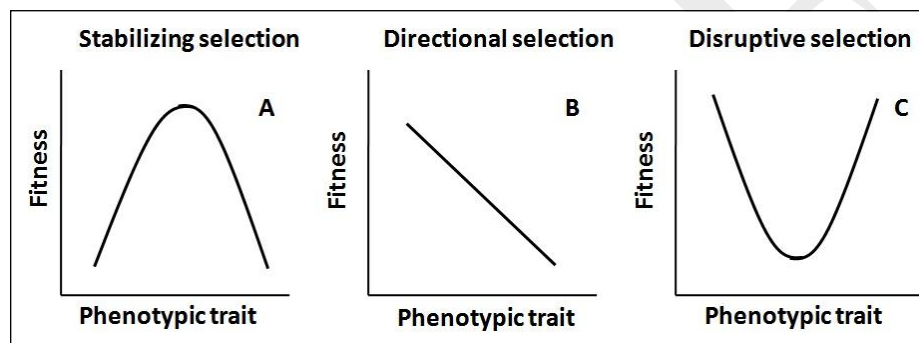 Stabilizing selection
A
Fitness
Phenotypic trait
Directional selection
B
Fitness
Phenotypic trait
Disruptive selection
C
Fitness
Phenotypic trait